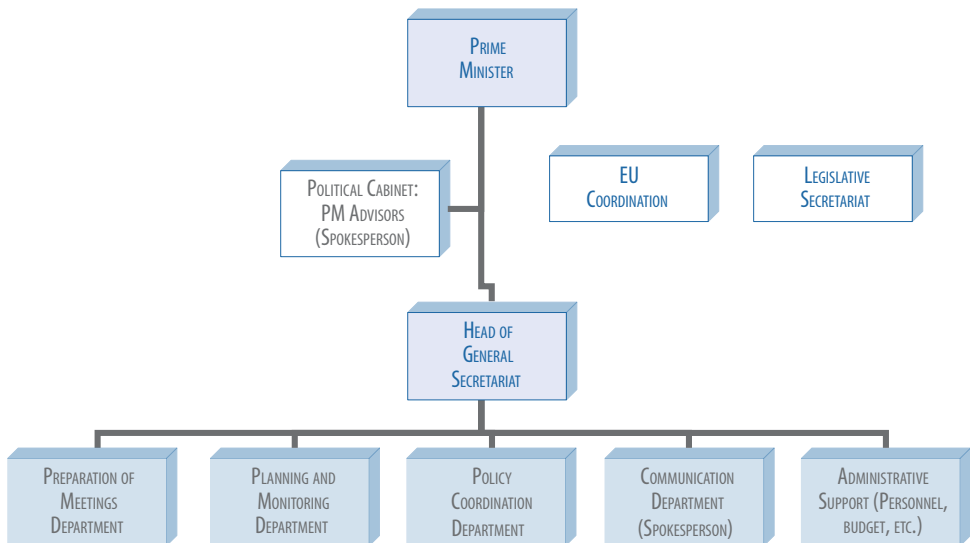 Prime
Minister
Political Cabinet:
PM Advisors
(Spokesperson)
EU
Coordination
Legislative
Secretariat
Head of
General
Secretariat
Preparation of
Meetings
Department
Planning and
Monitoring
Department
Policy
Coordination
Department
Communication
Department
(Spokesperson)
Administrative
Support (Personnel,
budget, etc.)